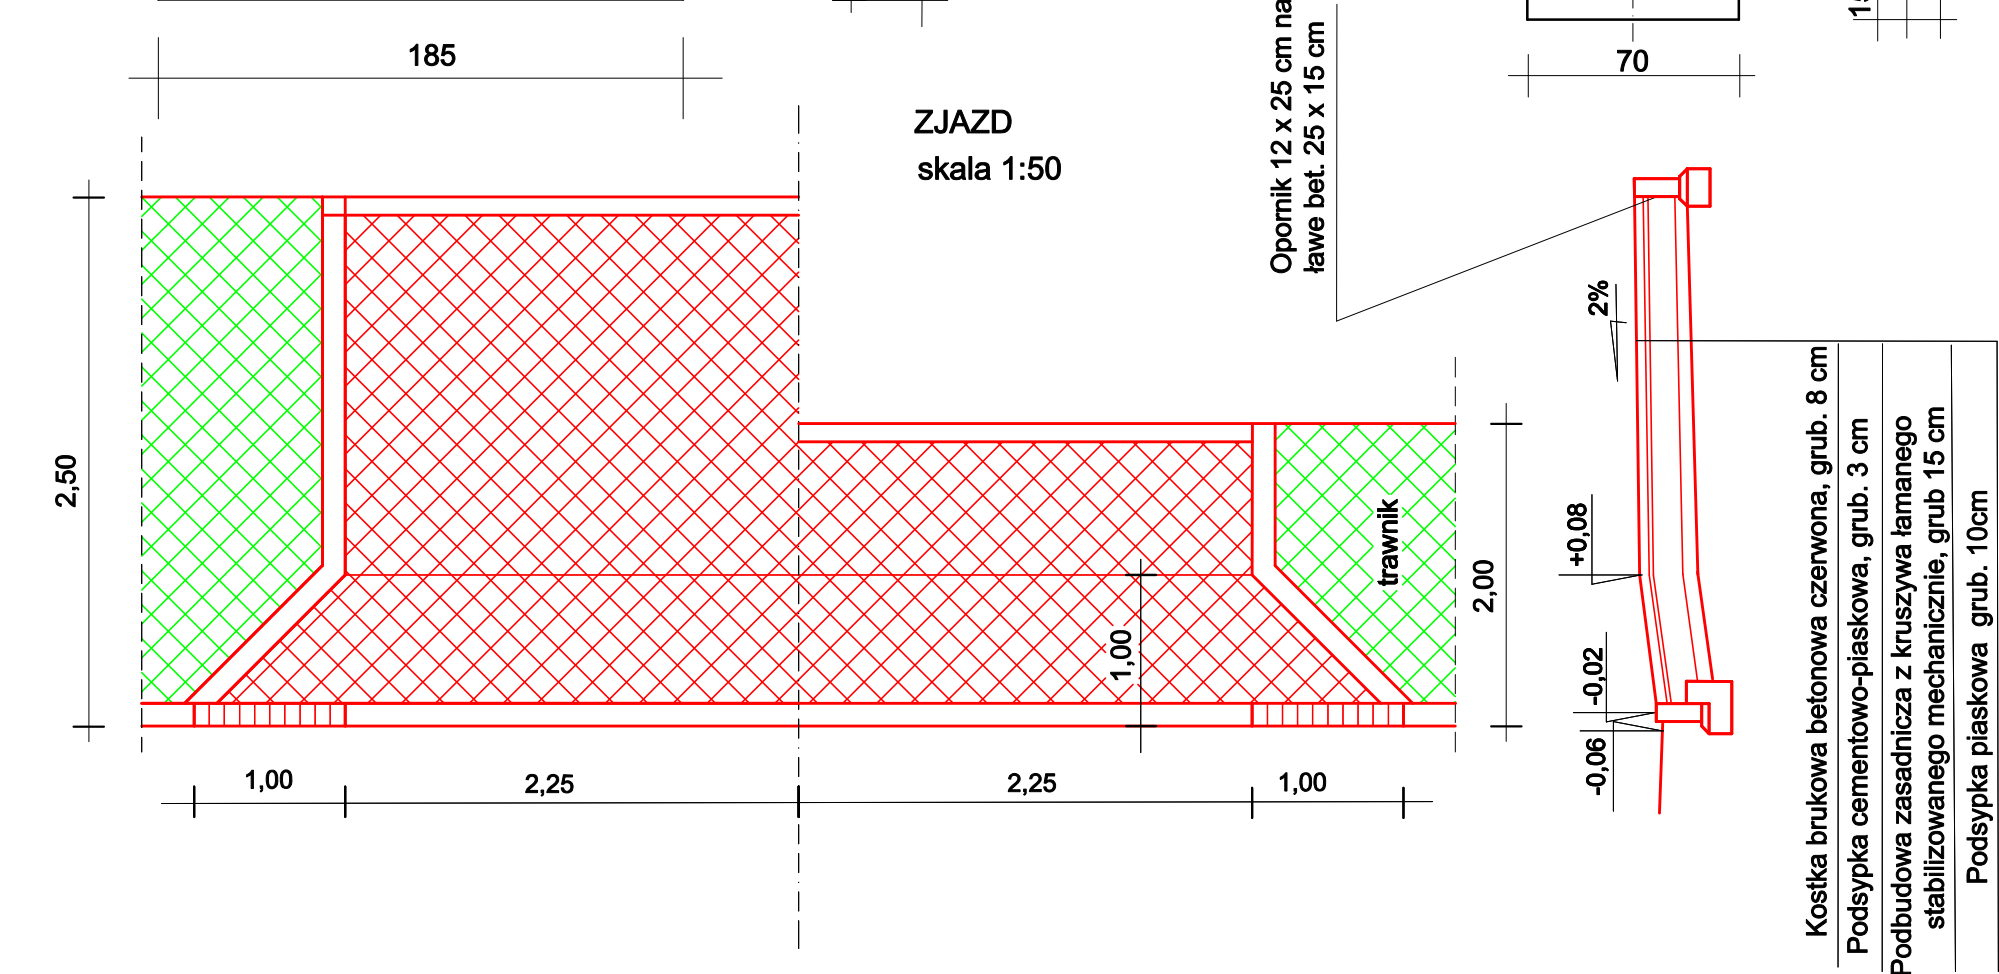 185
ZJAZD
skala 1:50
Opornik 12 x 25 cm na
ławe bet. 25 x 15 cm
70
15
2,50
trawnik
1,00
2,00
1,00
2,25
2,25
1,00
2%
+0,08
-0,02
-0,06
Kostka brukowa betonowa czerwona, grub. 8 cm
Podsypka cementowo-piaskowa, grub. 3 cm
Podbudowa zasadnicza z kruszywa łamanego
stabilizowanego mechanicznie, grub 15 cm
Podsypka piaskowa grub. 10cm